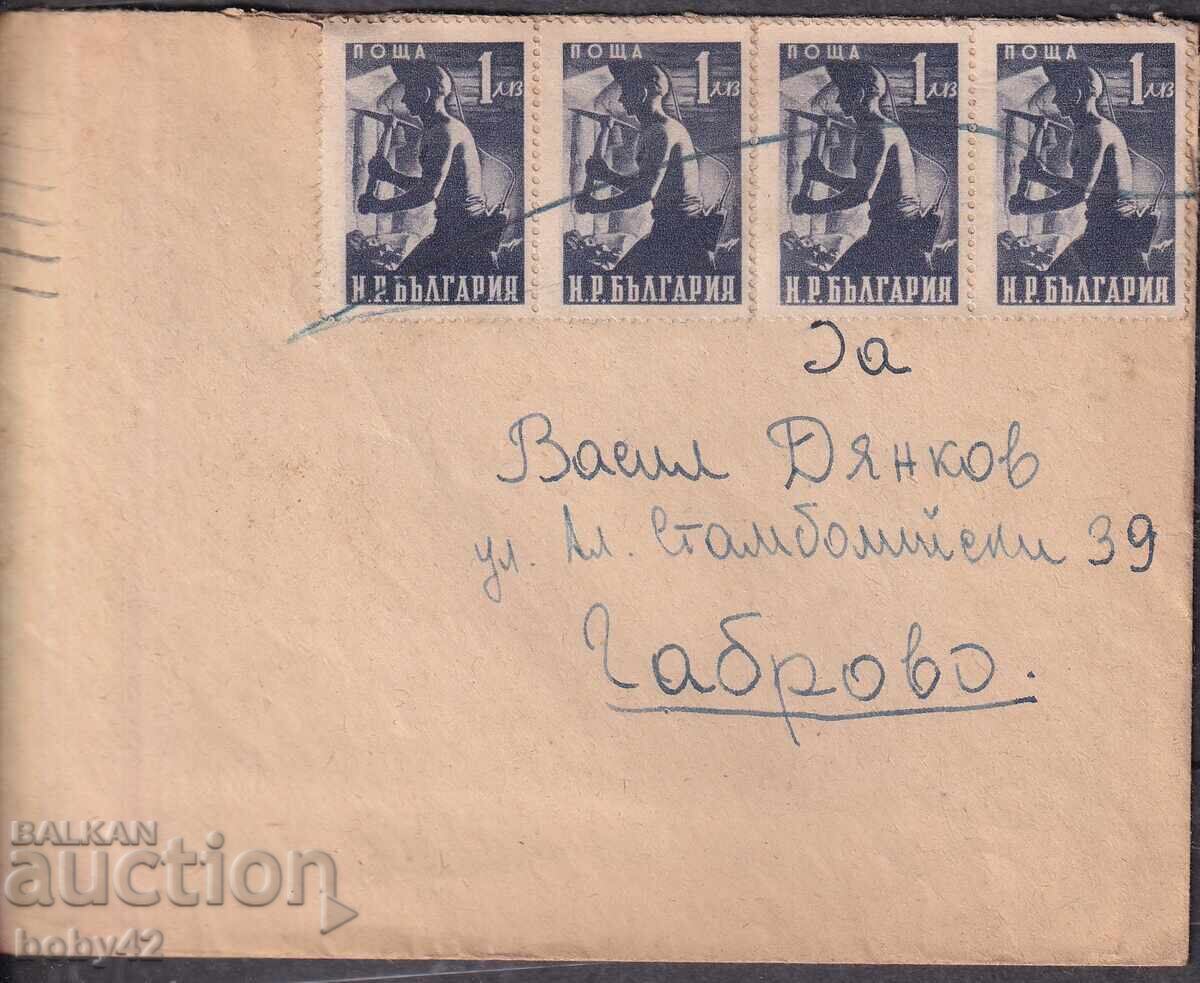 ПОЩА 1 лв ПОЩА 1 лв ПОЩА 1 лв ПОЩА 1 лв
Н.Р.БЪЛГАРИЯ Н.Р.БЪЛГАРИЯ Н.Р.БЪЛГАРИЯ Н.Р.БЪЛГАРИЯ
За
Васил Дянков
ул. Ал. Стамболийски 39
Габрово.
BALKAN
auction
boby42